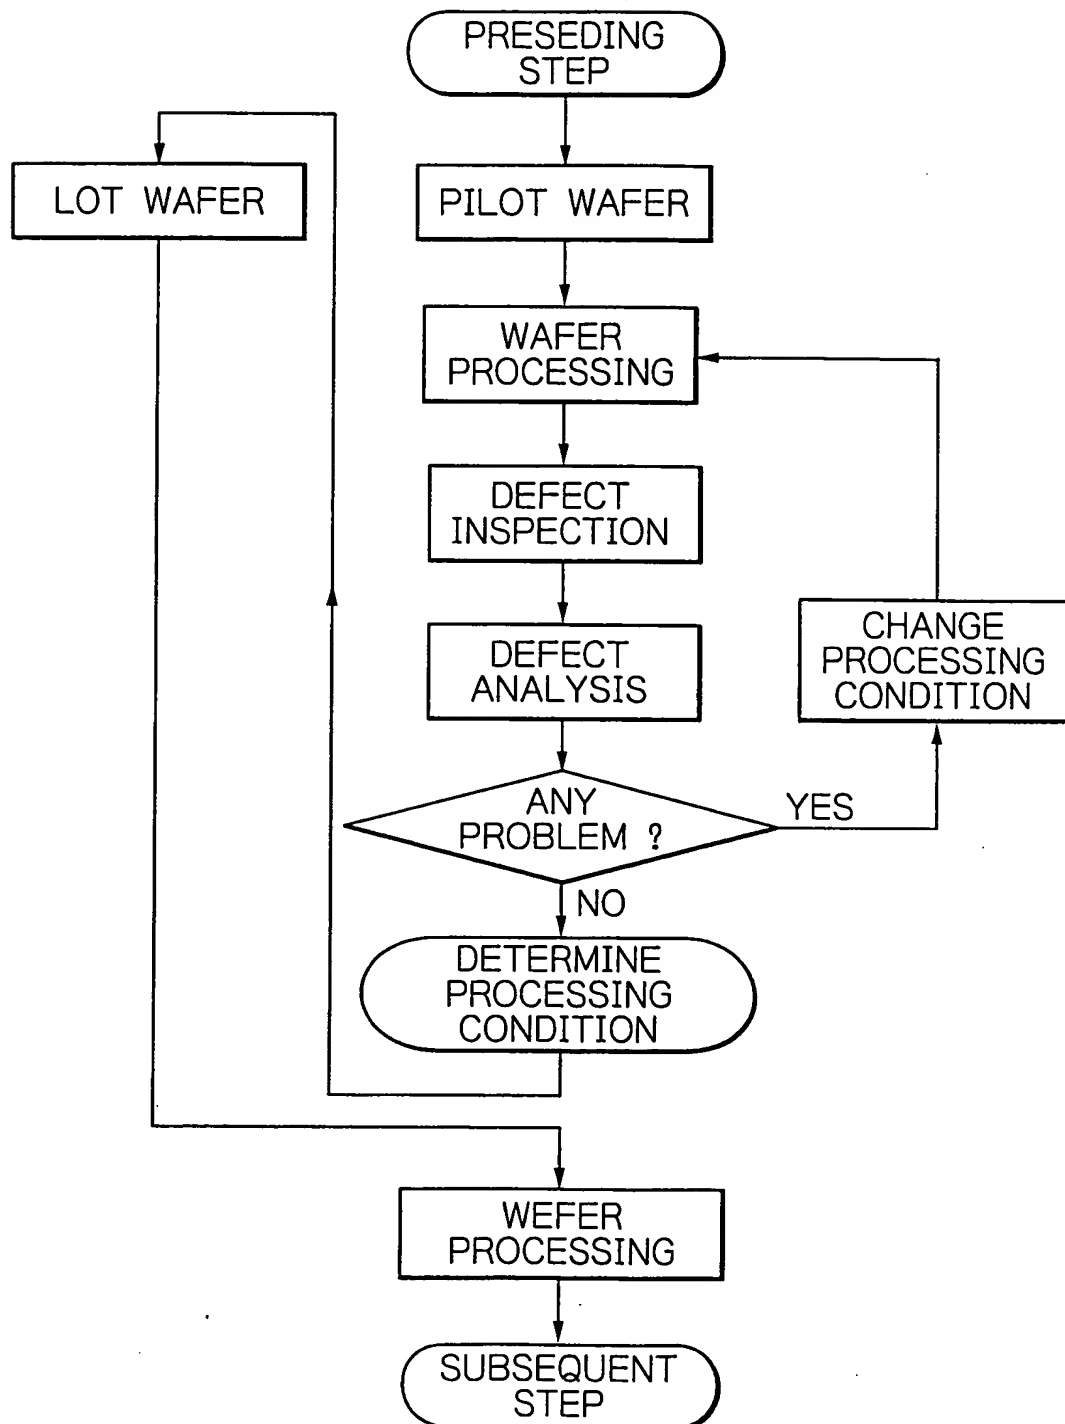 PRESEDING
STEP
LOT WAFER
PILOT WAFER
WAFER
PROCESSING
DEFECT
INSPECTION
DEFECT
ANALYSIS
CHANGE
PROCESSING
CONDITION
ANY
PROBLEM ?
YES
NO
DETERMINE
PROCESSING
CONDITION
WEFER
PROCESSING
SUBSEQUENT
STEP